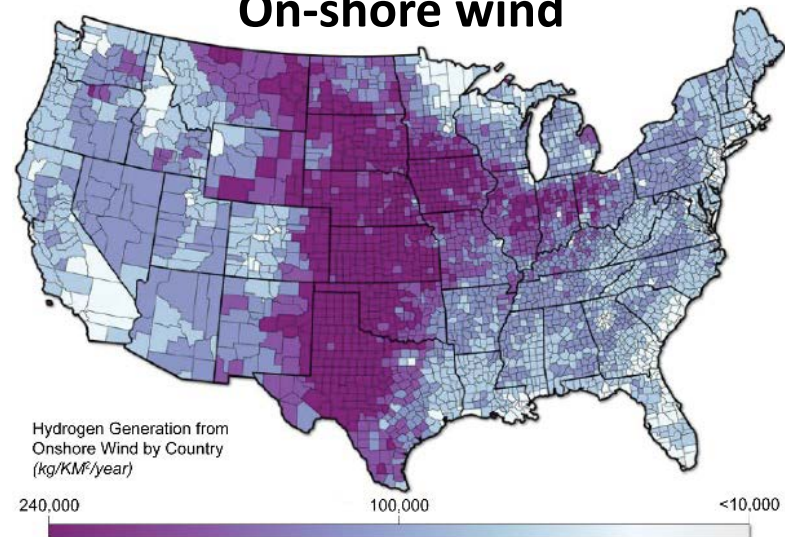 On-shore wind
Hydrogen Generation from
Onshore Wind by Country
(kg/KM²/year)
240,000 100,000 <10,000